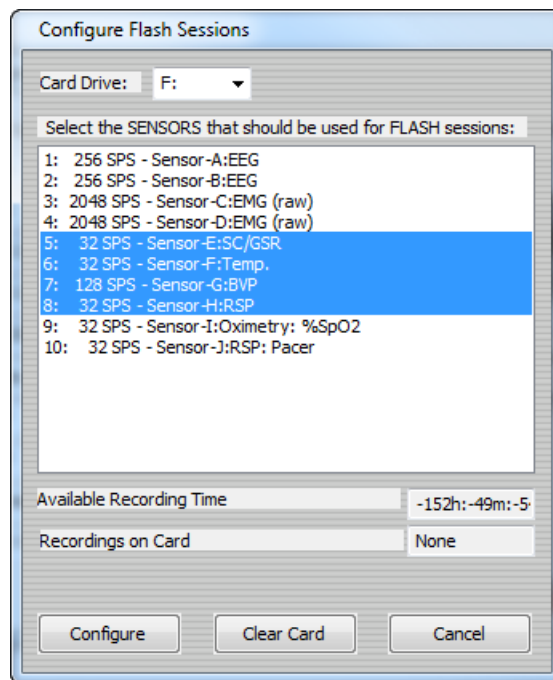 Configure Flash Sessions
Card Drive: F:
Select the SENSORS that should be used for FLASH sessions:
1: 256 SPS - Sensor-A:EEG
2: 256 SPS - Sensor-B:EEG
3: 2048 SPS - Sensor-C:EMG (raw)
4: 2048 SPS - Sensor-D:EMG (raw)
5: 32 SPS - Sensor-E:SC/GSR
6: 32 SPS - Sensor-F:Temp.
7: 128 SPS - Sensor-G:BVP
8: 32 SPS - Sensor-H:RSP
9: 32 SPS - Sensor-I:Oximetry: %SpO2
10: 32 SPS - Sensor-J:RSP: Pacer
Available Recording Time -152h:-49m:-5
Recordings on Card None
Configure Clear Card Cancel